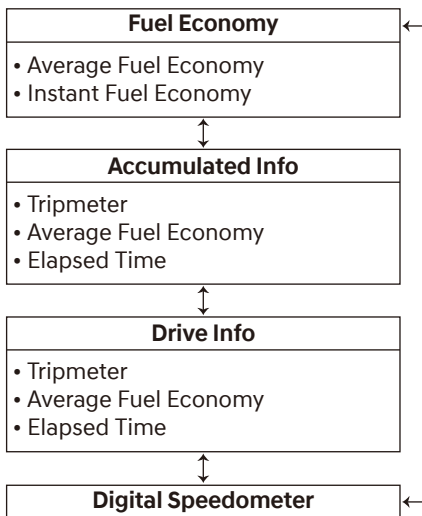 Fuel Economy
• Average Fuel Economy
• Instant Fuel Economy
Accumulated Info
• Tripmeter
• Average Fuel Economy
• Elapsed Time
Drive Info
• Tripmeter
• Average Fuel Economy
• Elapsed Time
Digital Speedometer